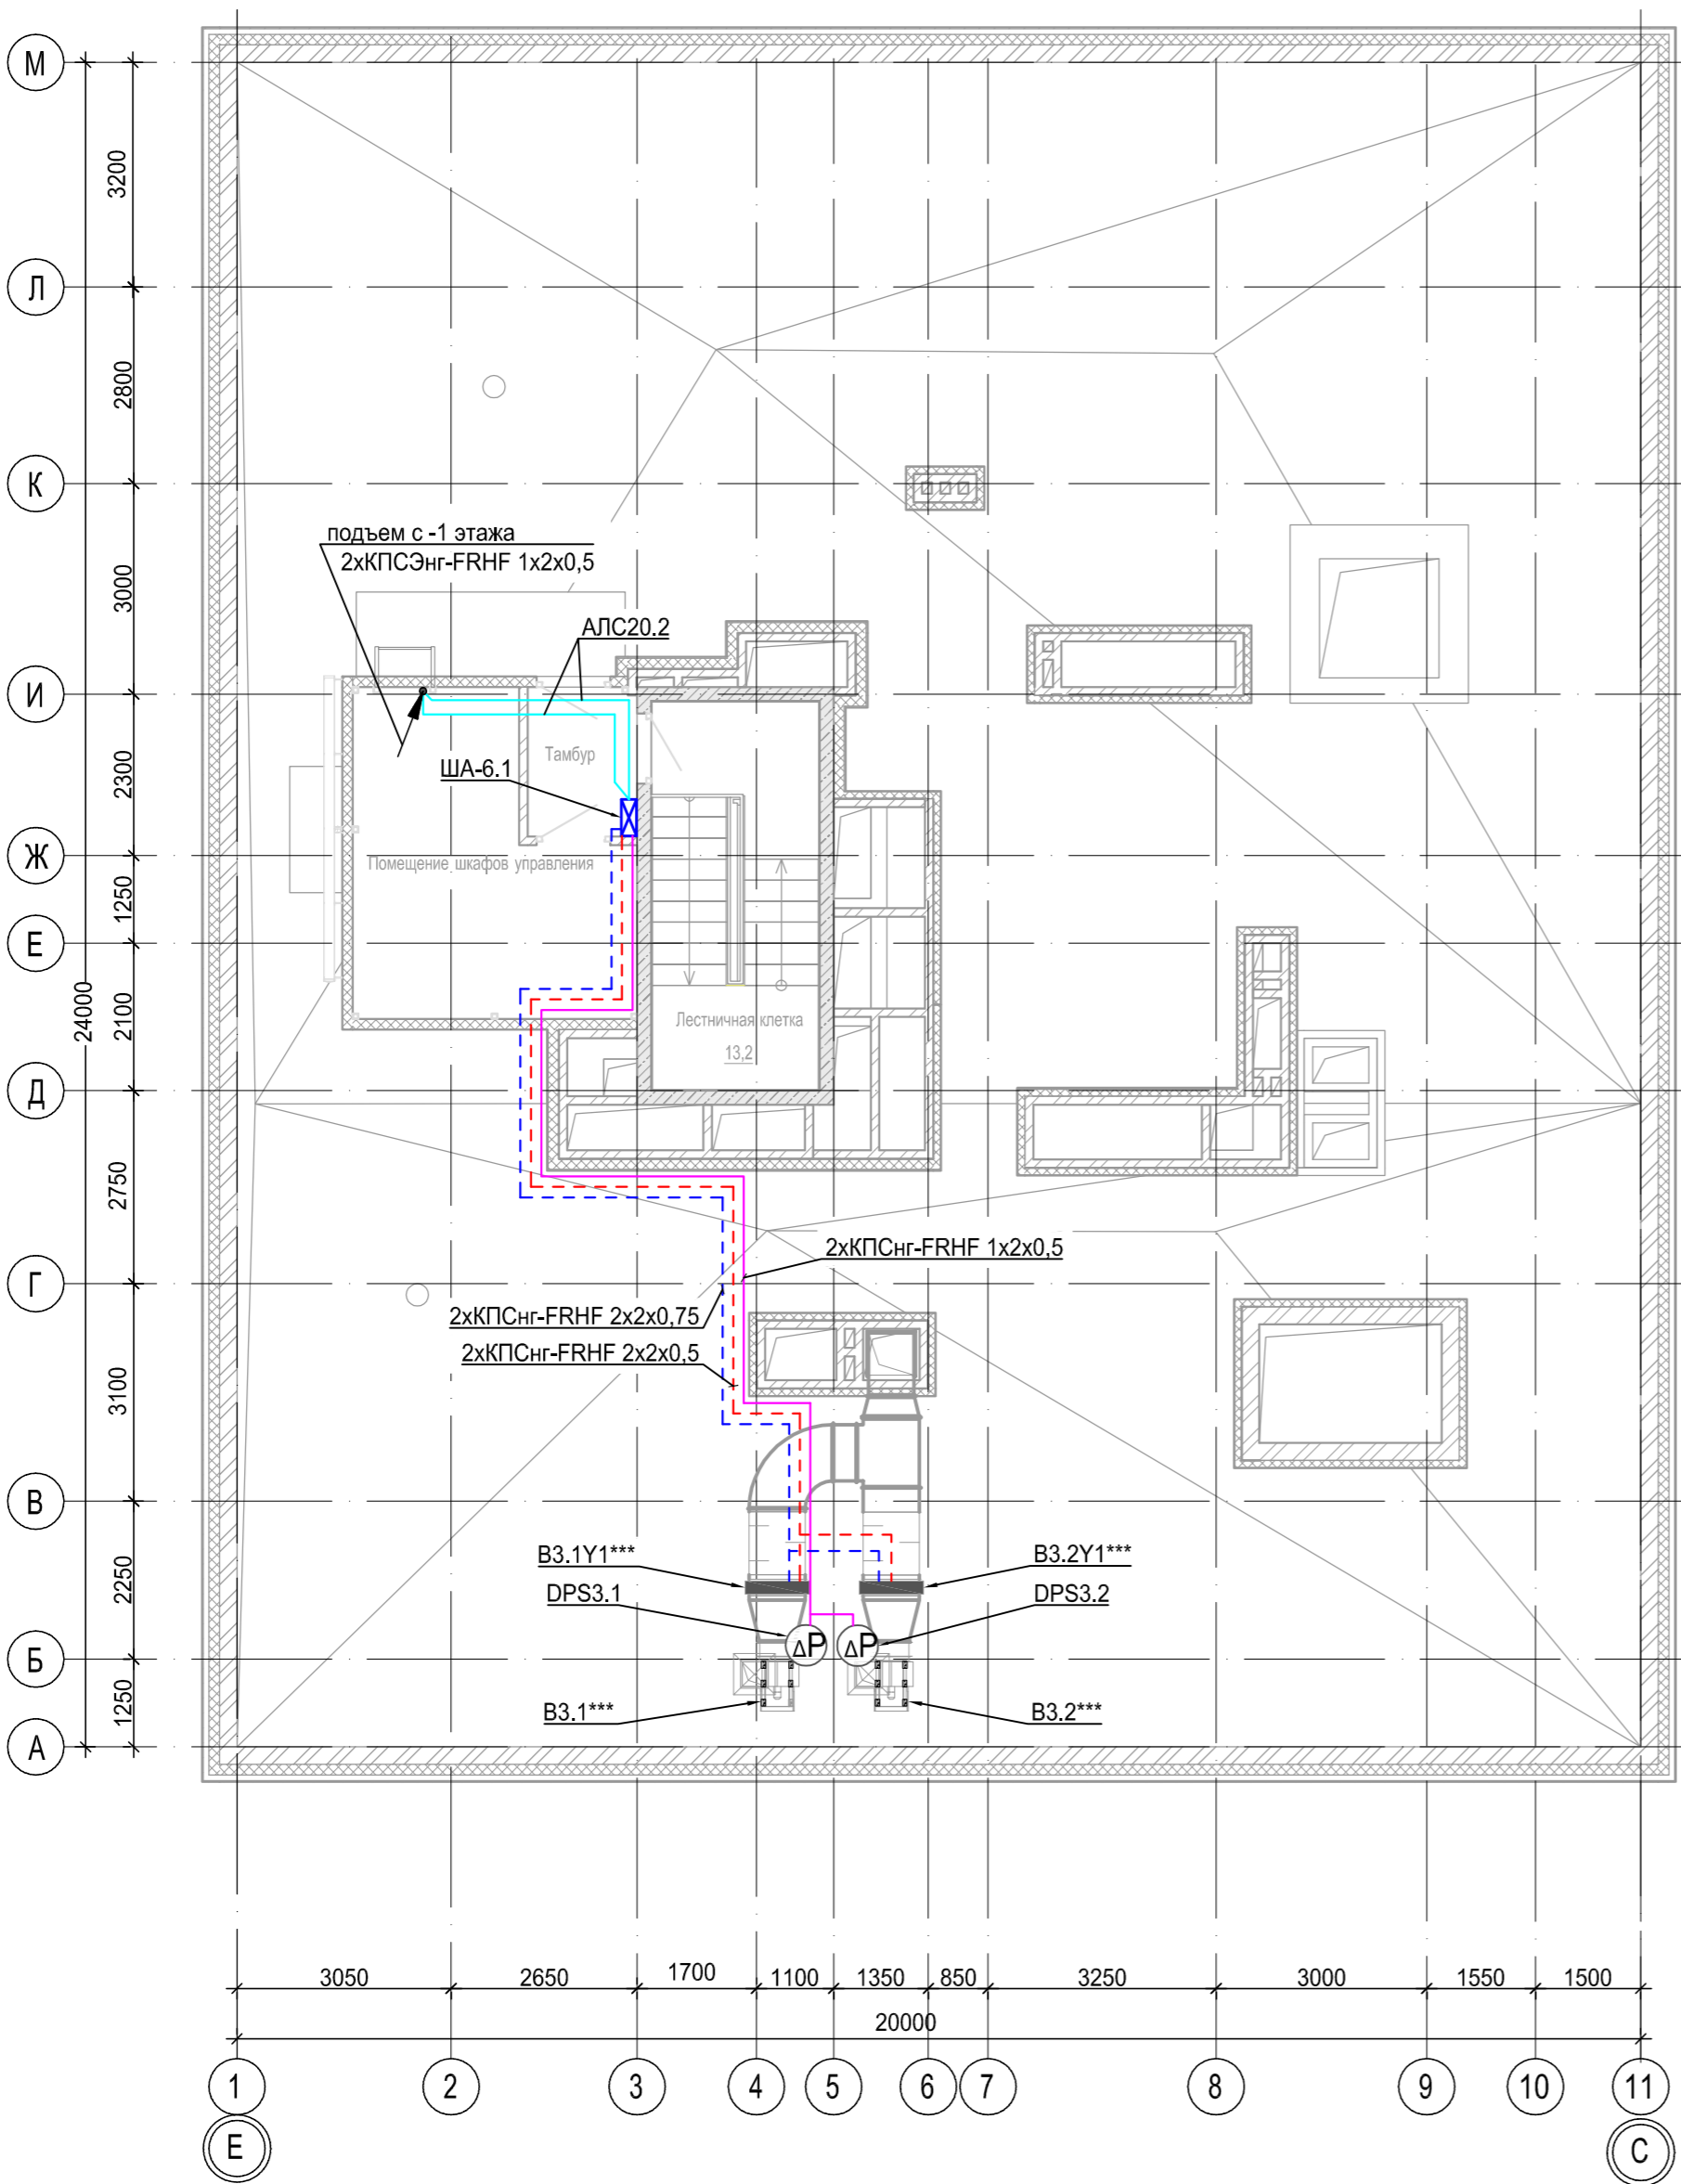 М
3200
Л
2800
К
подъем с -1 этажа
2хКПСЭнг-FRHF 1х2х0,5
3000
АЛС20.2
И
Тамбур
2300
ША-6.1
Ж
Помещение шкафов управления
1250
Е
24000
2100
Лестничная клетка
13,2
Д
2750
2хКПСнг-FRHF 1х2х0,5
Г
2хКПСнг-FRHF 2х2х0,75
2хКПСнг-FRHF 2х2х0,5
3100
В
В3.1Y1***
В3.2Y1***
2250
DPS3.1
DPS3.2
ΔP
ΔP
Б
1250
В3.1***
В3.2***
А
3050
2650
1700
1100
1350
850
3250
3000
1550
1500
20000
1
2
3
4
5
6
7
8
9
10
11
Е
С